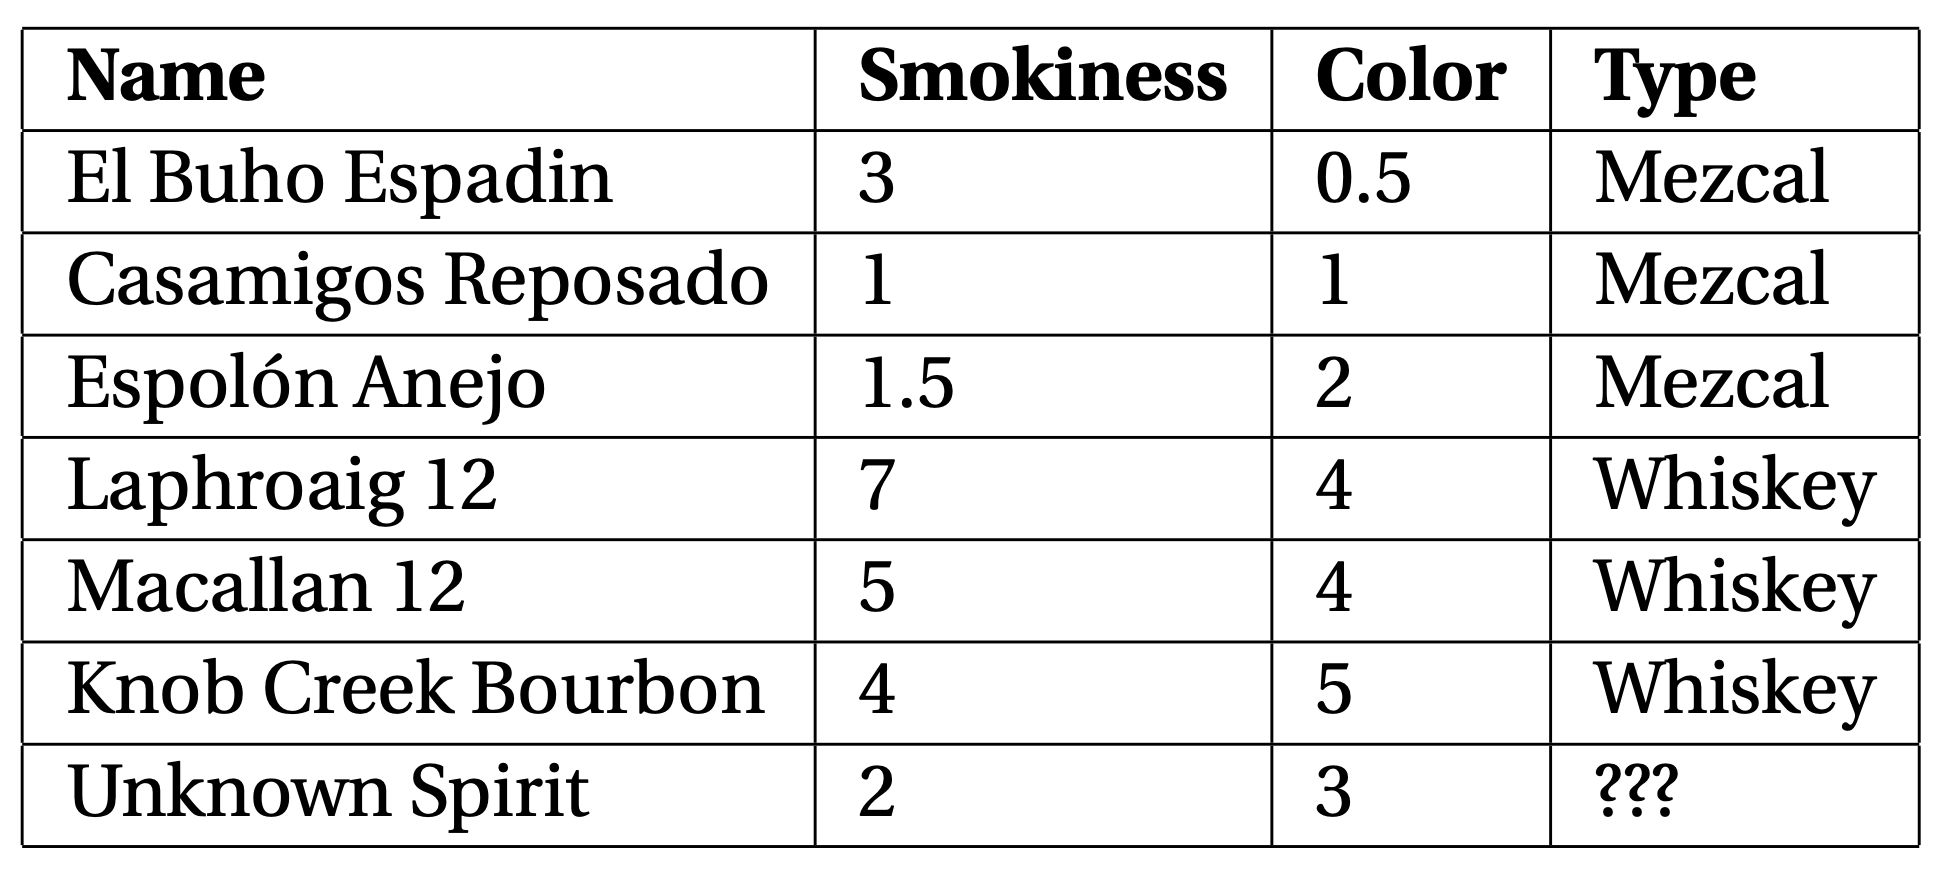 Name Smokiness Color Type
El Buho Espadin 3 0.5 Mezcal
Casamigos Reposado 1 1 Mezcal
Espolón Anejo 1.5 2 Mezcal
Laphroaig 12 7 4 Whiskey
Macallan 12 5 4 Whiskey
Knob Creek Bourbon 4 5 Whiskey
Unknown Spirit 2 3 ???